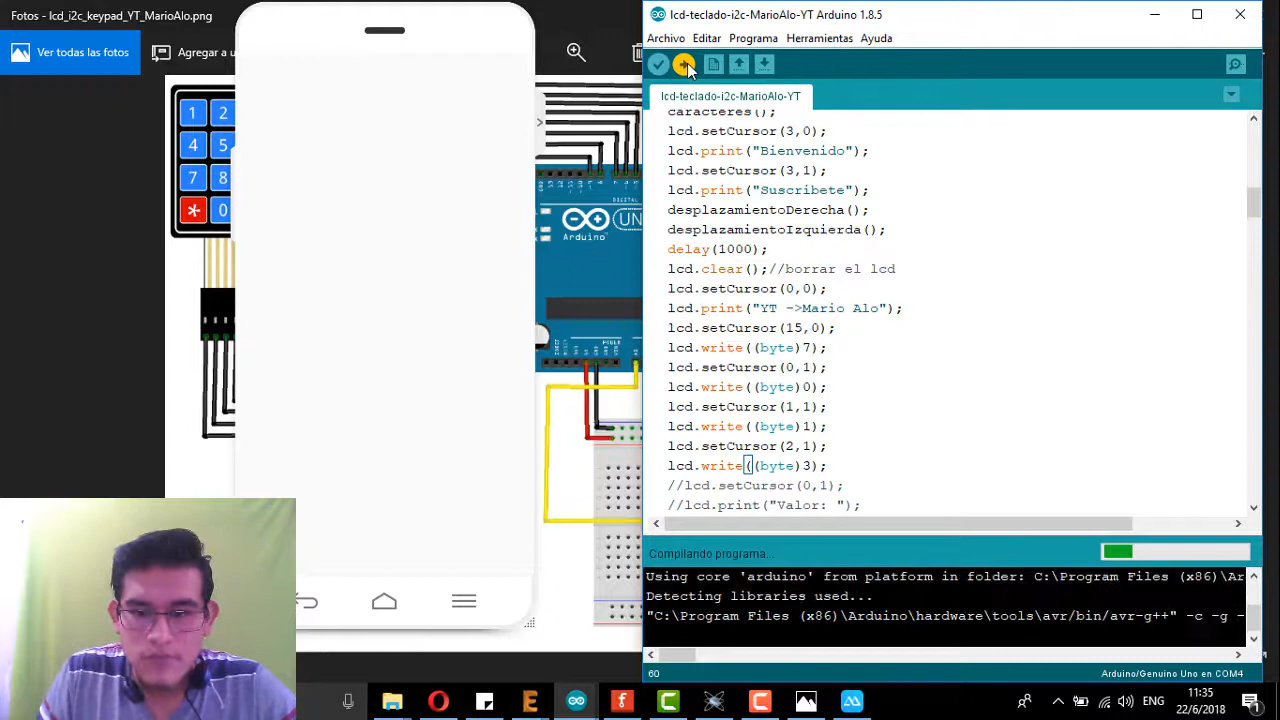 Fotos - lcd_i2c_keypad_YT_MarioAlo.png
Ver todas las fotos
Agregar a u
1 2
4 5
7 8
* 0
DIGITAL
UN
Arduino
POWER
lcd-teclado-i2c-MarioAlo-YT Arduino 1.8.5
Archivo Editar Programa Herramientas Ayuda
lcd-teclado-i2c-MarioAlo-YT
caracteres();
lcd.setCursor(3,0);
lcd.print("Bienvenido");
lcd.setCursor(3,1);
lcd.print("Suscribete");
desplazamientoDerecha();
desplazamientoIzquierda();
delay(1000);
lcd.clear();//borrar el lcd
lcd.setCursor(0,0);
lcd.print("YT ->Mario Alo");
lcd.setCursor(15,0);
lcd.write((byte)7);
lcd.setCursor(0,1);
lcd.write((byte)0);
lcd.setCursor(1,1);
lcd.write((byte)1);
lcd.setCursor(2,1);
lcd.write((byte)3);
//lcd.setCursor(0,1);
//lcd.print("Valor: ");
Compilando programa...
Using core 'arduino' from platform in folder: C:\Program Files (x86)\Ar
Detecting libraries used...
"C:\Program Files (x86)\Arduino\hardware\tools\avr/bin/avr-g++" -c -g -
60
Arduino/Genuino Uno en COM4
ENG
11:35
22/6/2018